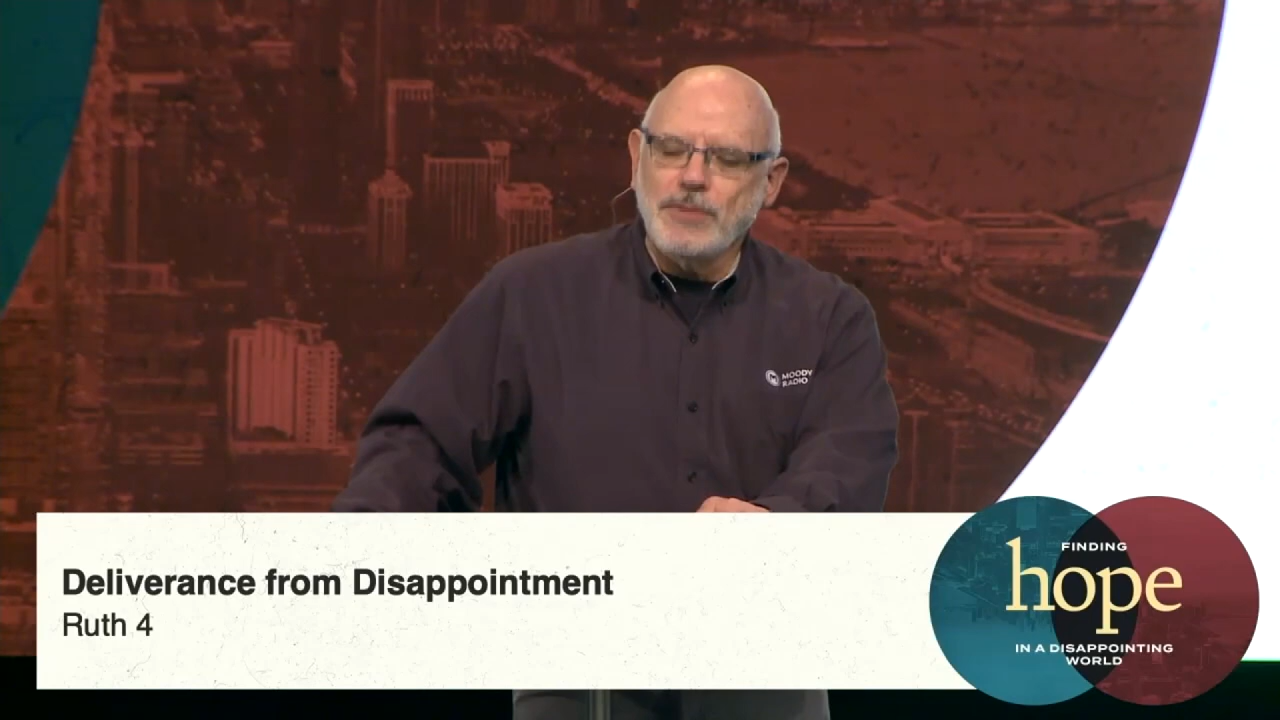 MOODY
RADIO
Deliverance from Disappointment
Ruth 4
FINDING
hope
IN A DISAPPOINTING
WORLD